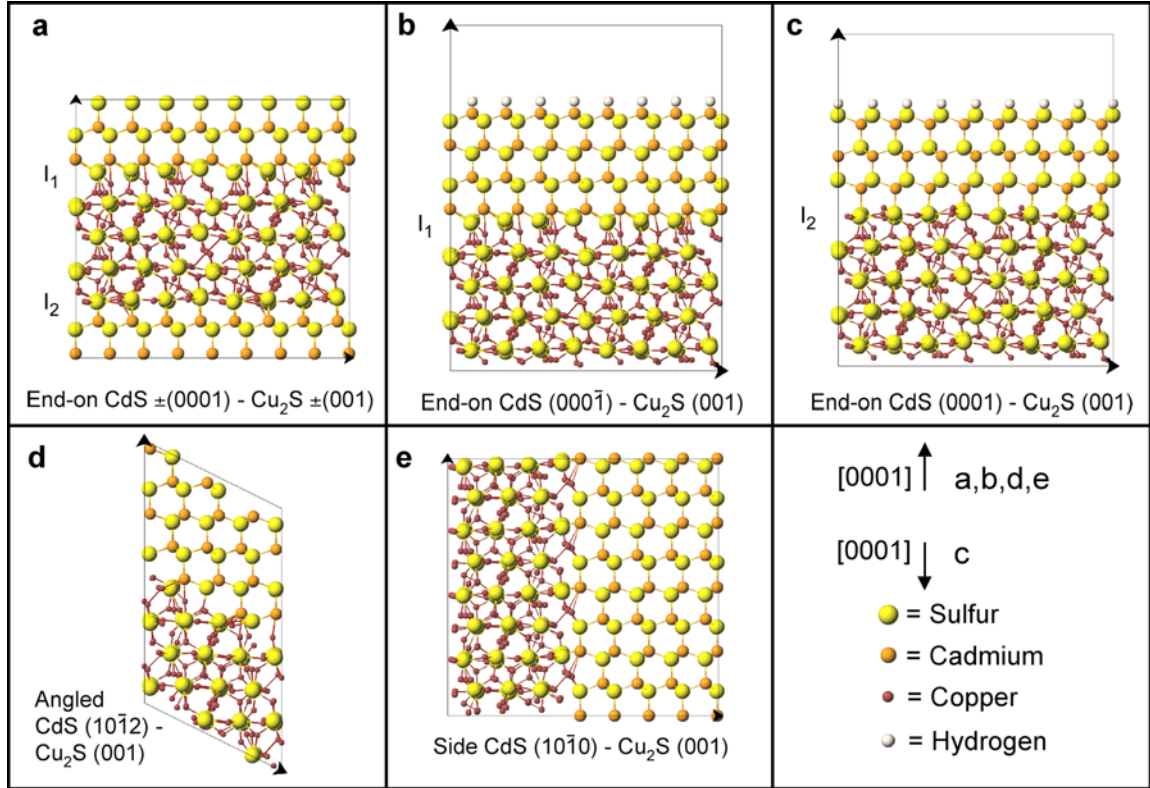 a
I₁
I₂
End-on CdS ±(0001) - Cu₂S ±(001)
b
I₁
End-on CdS (0001̄) - Cu₂S (001)
c
I₂
End-on CdS (0001) - Cu₂S (001)
d
Angled
CdS (101̄2) -
Cu₂S (001)
e
Side CdS (101̄0) - Cu₂S (001)
[0001] a,b,d,e
[0001] c
= Sulfur
= Cadmium
= Copper
= Hydrogen